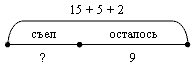 15 + 5 + 2
съел осталось
? 9